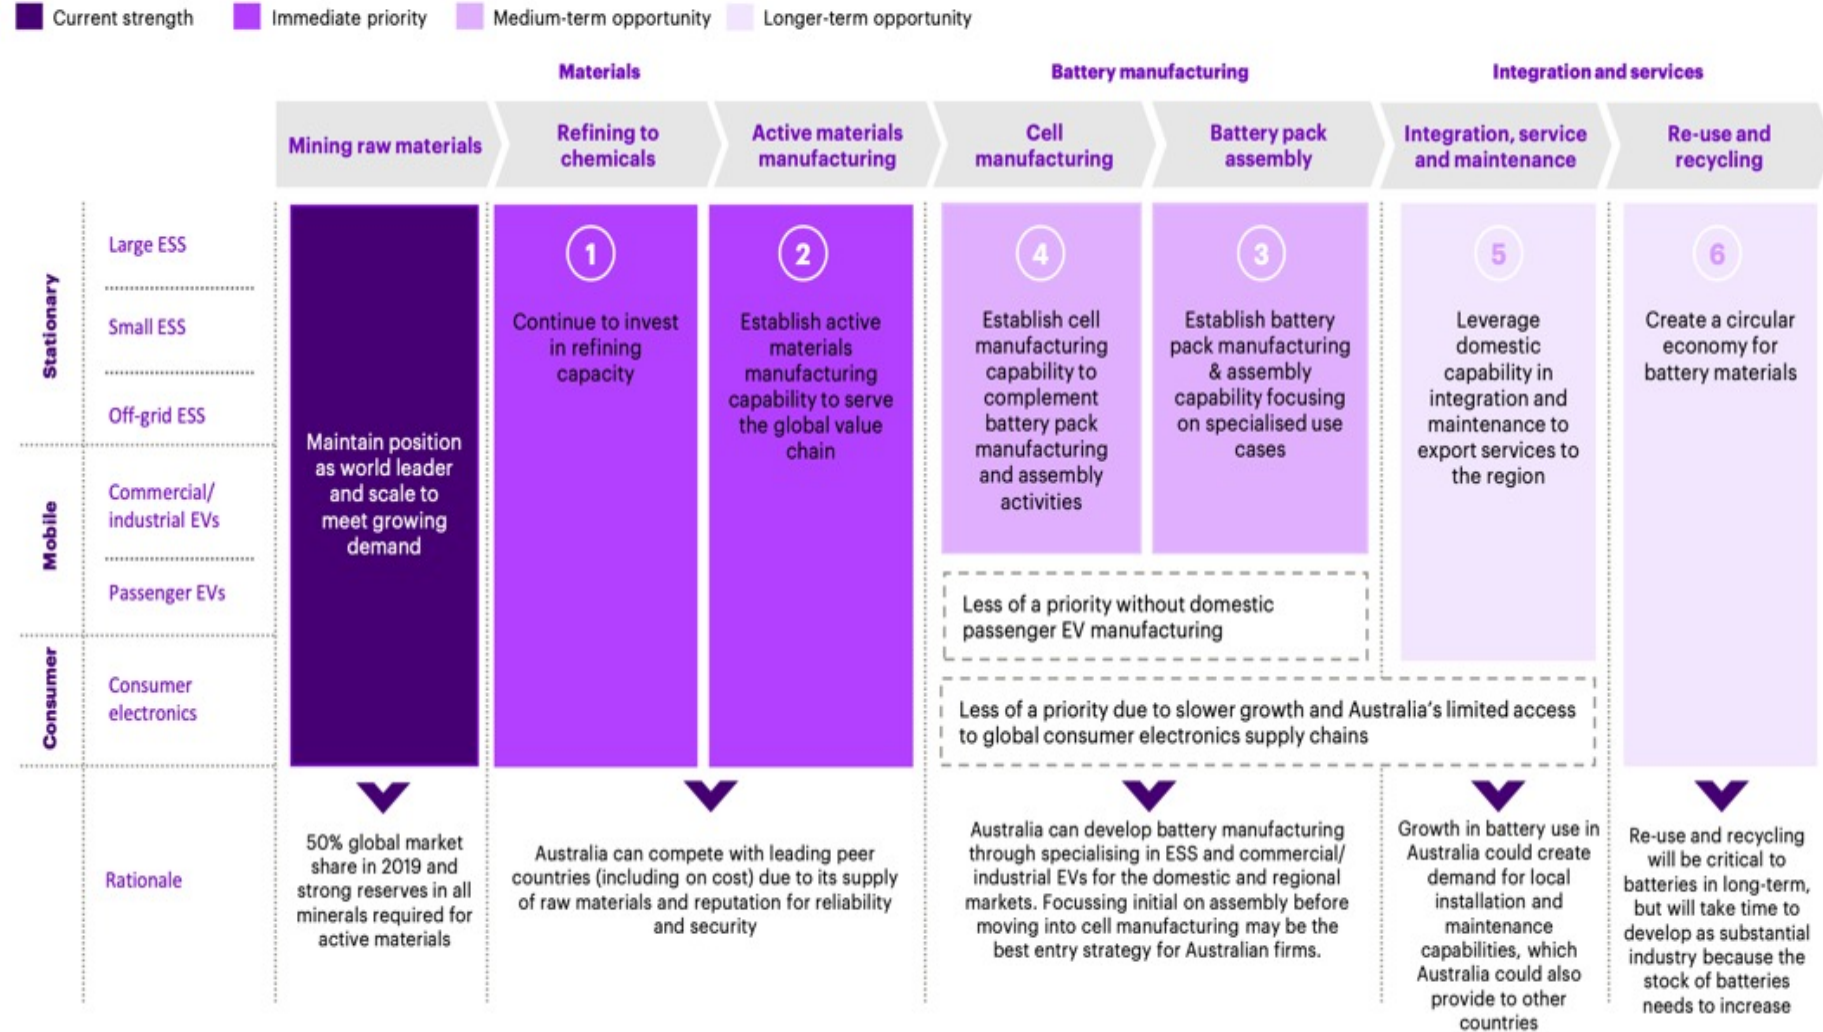 Current strength
Immediate priority
Medium-term opportunity
Longer-term opportunity
Materials
Battery manufacturing
Integration and services
Mining raw materials
Refining to
chemicals
Active materials
manufacturing
Cell
manufacturing
Battery pack
assembly
Integration, service
and maintenance
Re-use and
recycling
Stationary
Large ESS
Small ESS
Off-grid ESS
Mobile
Commercial/
industrial EVs
Passenger EVs
Consumer
Consumer
electronics
Maintain position
as world leader
and scale to
meet growing
demand
1
Continue to invest
in refining
capacity
2
Establish active
materials
manufacturing
capability to serve
the global value
chain
4
Establish cell
manufacturing
capability to
complement
battery pack
manufacturing
and assembly
activities
3
Establish battery
pack manufacturing
& assembly
capability focusing
on specialised use
cases
5
Leverage
domestic
capability in
integration and
maintenance to
export services to
the region
6
Create a circular
economy for
battery materials
Less of a priority without domestic
passenger EV manufacturing
Less of a priority due to slower growth and Australia's limited access
to global consumer electronics supply chains
Rationale
50% global market
share in 2019 and
strong reserves in all
minerals required for
active materials
Australia can compete with leading peer
countries (including on cost) due to its supply
of raw materials and reputation for reliability
and security
Australia can develop battery manufacturing
through specialising in ESS and commercial/
industrial EVs for the domestic and regional
markets. Focussing initial on assembly before
moving into cell manufacturing may be the
best entry strategy for Australian firms.
Growth in battery use in
Australia could create
demand for local
installation and
maintenance
capabilities, which
Australia could also
provide to other
countries
Re-use and recycling
will be critical to
batteries in long-term,
but will take time to
develop as substantial
industry because the
stock of batteries
needs to increase